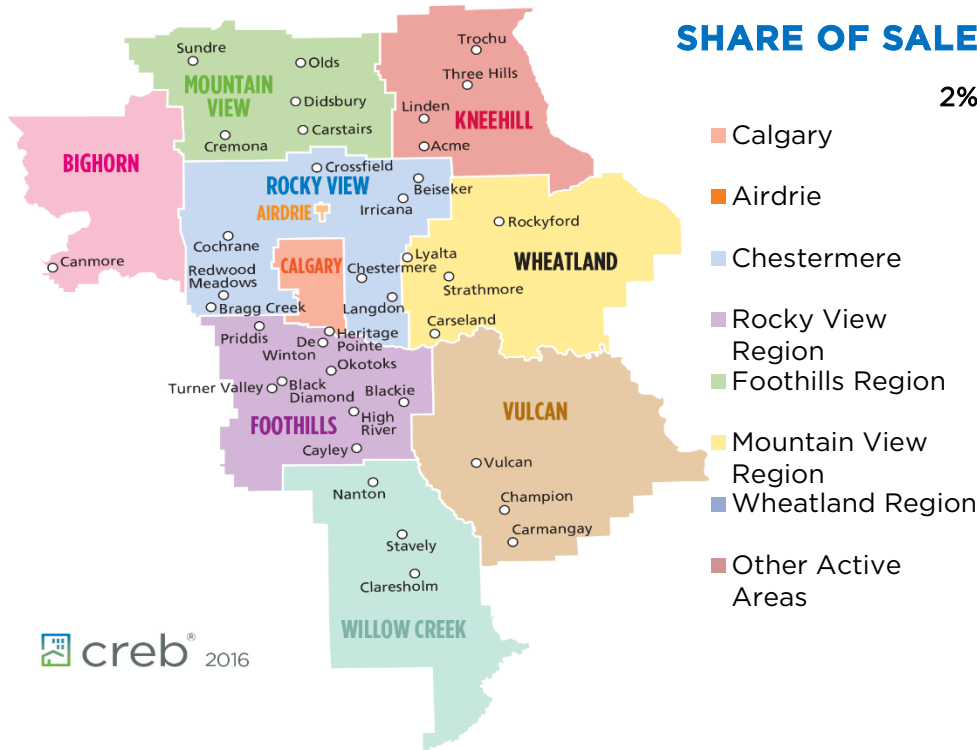 SHARE OF SALE
2%
Calgary
Airdrie
Chestermere
Rocky View
Region
Foothills Region
Mountain View
Region
Wheatland Region
Other Active
Areas
Sundre
Olds
MOUNTAIN
VIEW
Didsbury
Carstairs
Cremona
Trochu
Three Hills
Linden
KNEEHILL
Acme
BIGHORN
Canmore
Crossfield
ROCKY VIEW
Beiseker
Irricana
AIRDRIE
Cochrane
Redwood
Meadows
Bragg Creek
CALGARY
Chestermere
Langdon
Rockyford
Lyalta
WHEATLAND
Strathmore
Carseland
Priddis
De
Winton
Heritage
Pointe
Okotoks
Turner Valley
Black
Diamond
Blackie
FOOTHILLS
High
River
Cayley
VULCAN
Vulcan
Champion
Carmangay
Nanton
Stavely
Claresholm
WILLOW CREEK
creb® 2016